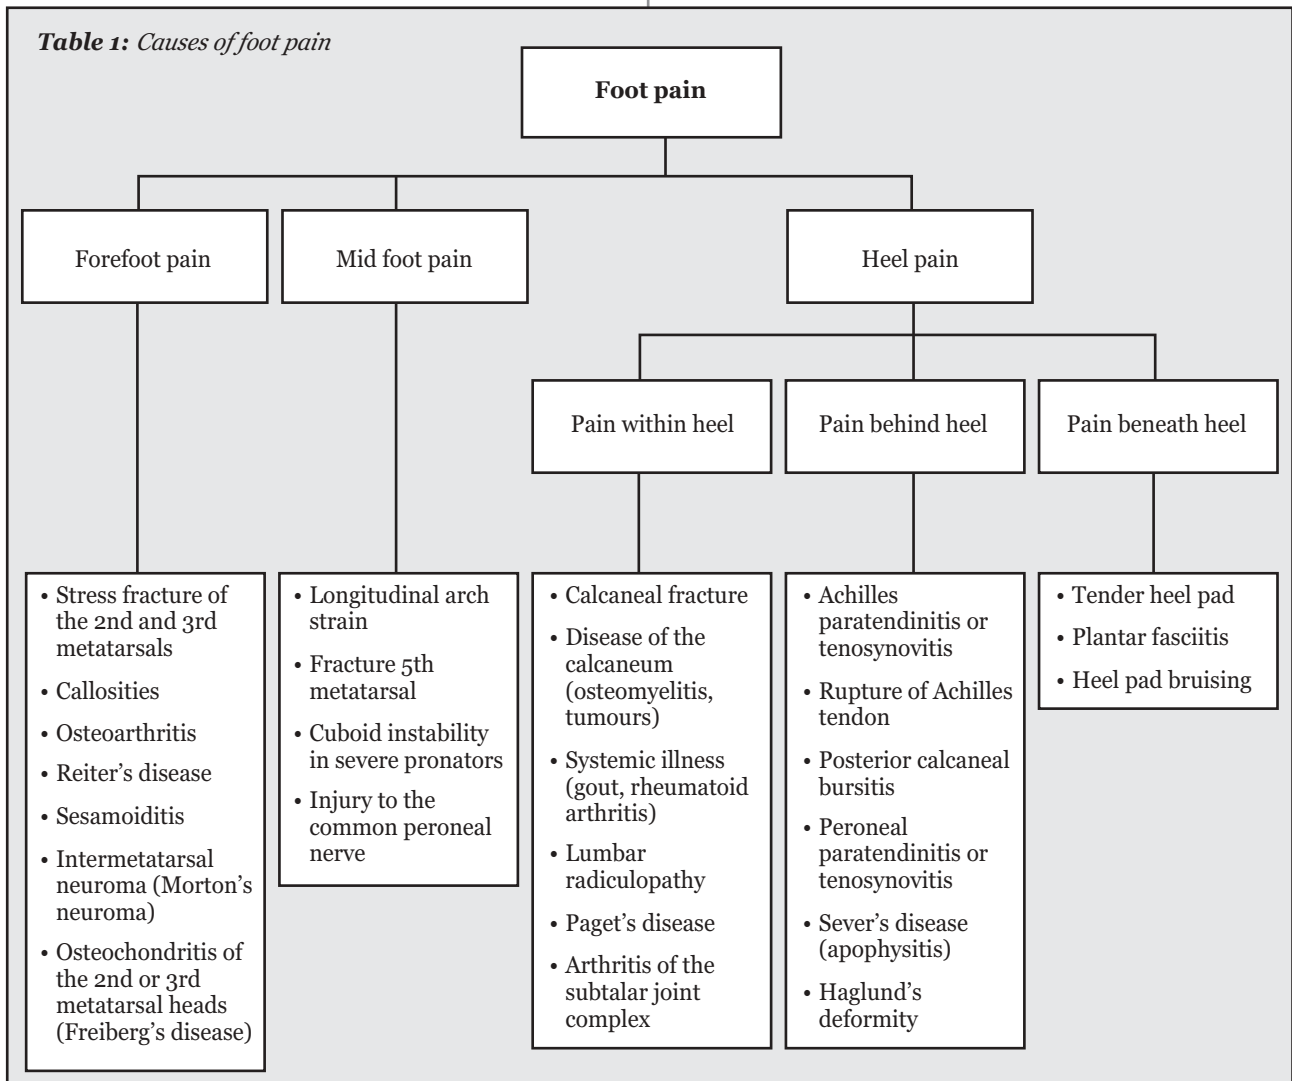 Table 1: Causes of foot pain
Foot pain
Forefoot pain
Mid foot pain
Heel pain
Pain within heel
Pain behind heel
Pain beneath heel
• Stress fracture of
the 2nd and 3rd
metatarsals
• Callosities
• Osteoarthritis
• Reiter’s disease
• Sesamoiditis
• Intermetatarsal
neuroma (Morton’s
neuroma)
• Osteochondritis of
the 2nd or 3rd
metatarsal heads
(Freiberg’s disease)
• Longitudinal arch
strain
• Fracture 5th
metatarsal
• Cuboid instability
in severe pronators
• Injury to the
common peroneal
nerve
• Calcaneal fracture
• Disease of the
calcaneum
(osteomyelitis,
tumours)
• Systemic illness
(gout, rheumatoid
arthritis)
• Lumbar
radiculopathy
• Paget’s disease
• Arthritis of the
subtalar joint
complex
• Achilles
paratendinitis or
tenosynovitis
• Rupture of Achilles
tendon
• Posterior calcaneal
bursitis
• Peroneal
paratendinitis or
tenosynovitis
• Sever’s disease
(apophysitis)
• Haglund’s
deformity
• Tender heel pad
• Plantar fasciitis
• Heel pad bruising